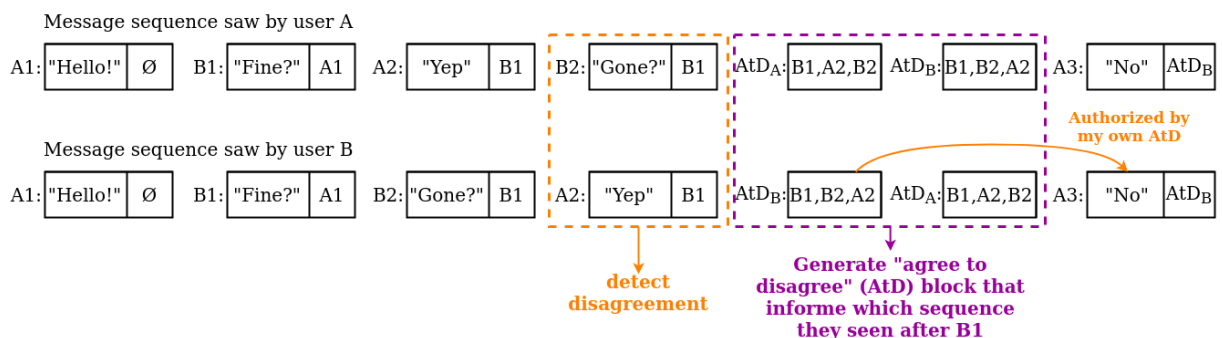 Message sequence saw by user A
A1: "Hello!" Ø B1: "Fine?" A1 A2: "Yep" B1 B2: "Gone?" B1 AtDA: B1,A2,B2 AtDB: B1,B2,A2 A3: "No" AtDB
Authorized by
my own AtD
Message sequence saw by user B
A1: "Hello!" Ø B1: "Fine?" A1 B2: "Gone?" B1 A2: "Yep" B1 AtDB: B1,B2,A2 AtDA: B1,A2,B2 A3: "No" AtDB
detect
disagreement
Generate "agree to
disagree" (AtD) block that
informe which sequence
they seen after B1